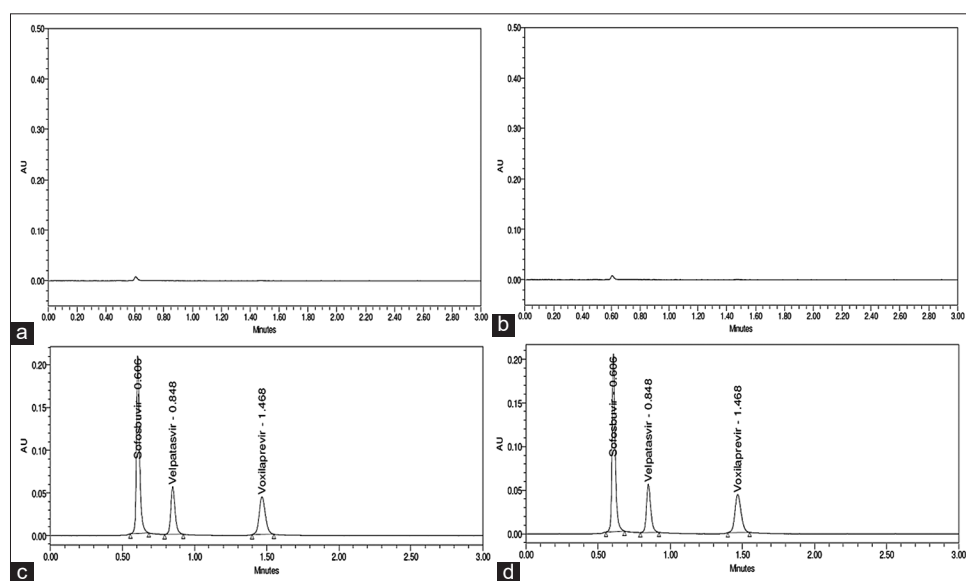 0.50
0.40
0.30
0.20
0.10
0.00
AU
0.00 0.20 0.40 0.60 0.80 1.00 1.20 1.40 1.60 1.80 2.00 2.20 2.40 2.60 2.80 3.00
Minutes
a
0.50
0.40
0.30
0.20
0.10
0.00
AU
0.00 0.20 0.40 0.60 0.80 1.00 1.20 1.40 1.60 1.80 2.00 2.20 2.40 2.60 2.80 3.00
Minutes
b
0.20
0.15
0.10
0.05
0.00
AU
Sofosbuvir - 0.606
Velpatasvir - 0.848
Voxilaprevir - 1.468
0.00 0.50 1.00 1.50 2.00 2.50 3.00
Minutes
c
0.20
0.15
0.10
0.05
0.00
AU
Sofosbuvir - 0.606
Velpatasvir - 0.848
Voxilaprevir - 1.468
0.00 0.50 1.00 1.50 2.00 2.50 3.00
Minutes
d